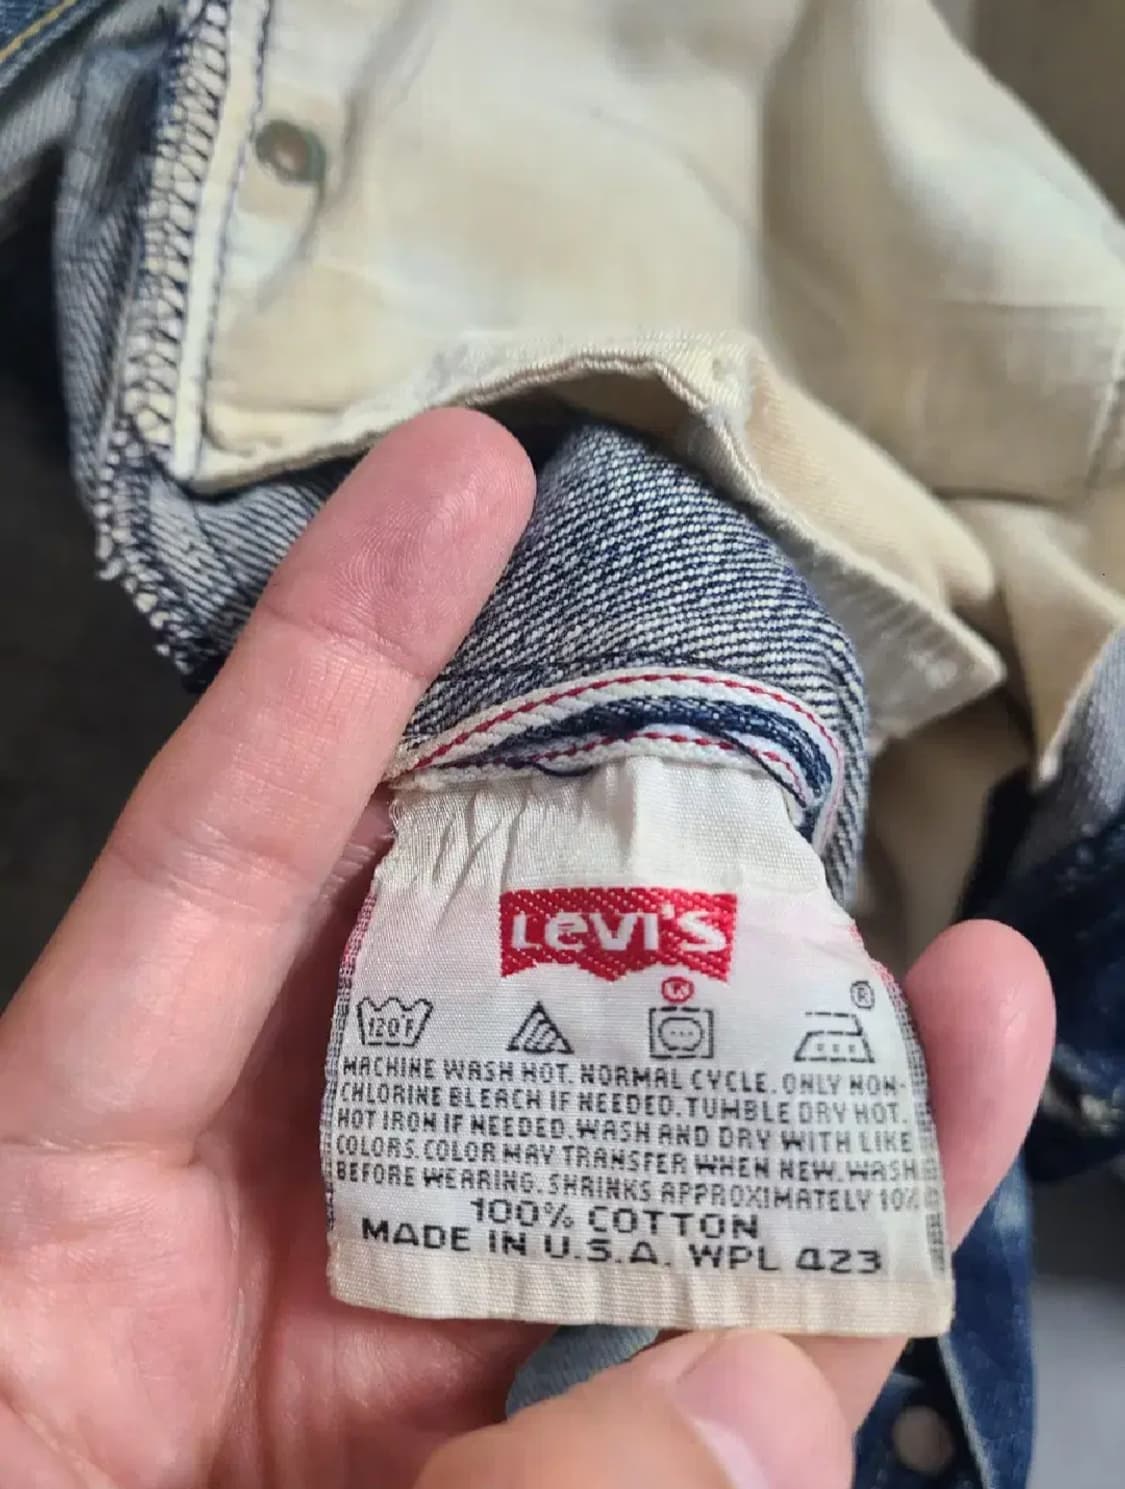 LEVI'S
®
®
120°F
MACHINE WASH HOT. NORMAL CYCLE. ONLY NON-
CHLORINE BLEACH IF NEEDED. TUMBLE DRY HOT.
HOT IRON IF NEEDED. WASH AND DRY WITH LIKE
COLORS. COLOR MAY TRANSFER WHEN NEW. WASH
BEFORE WEARING. SHRINKS APPROXIMATELY 10%
100% COTTON
MADE IN U.S.A. WPL 423